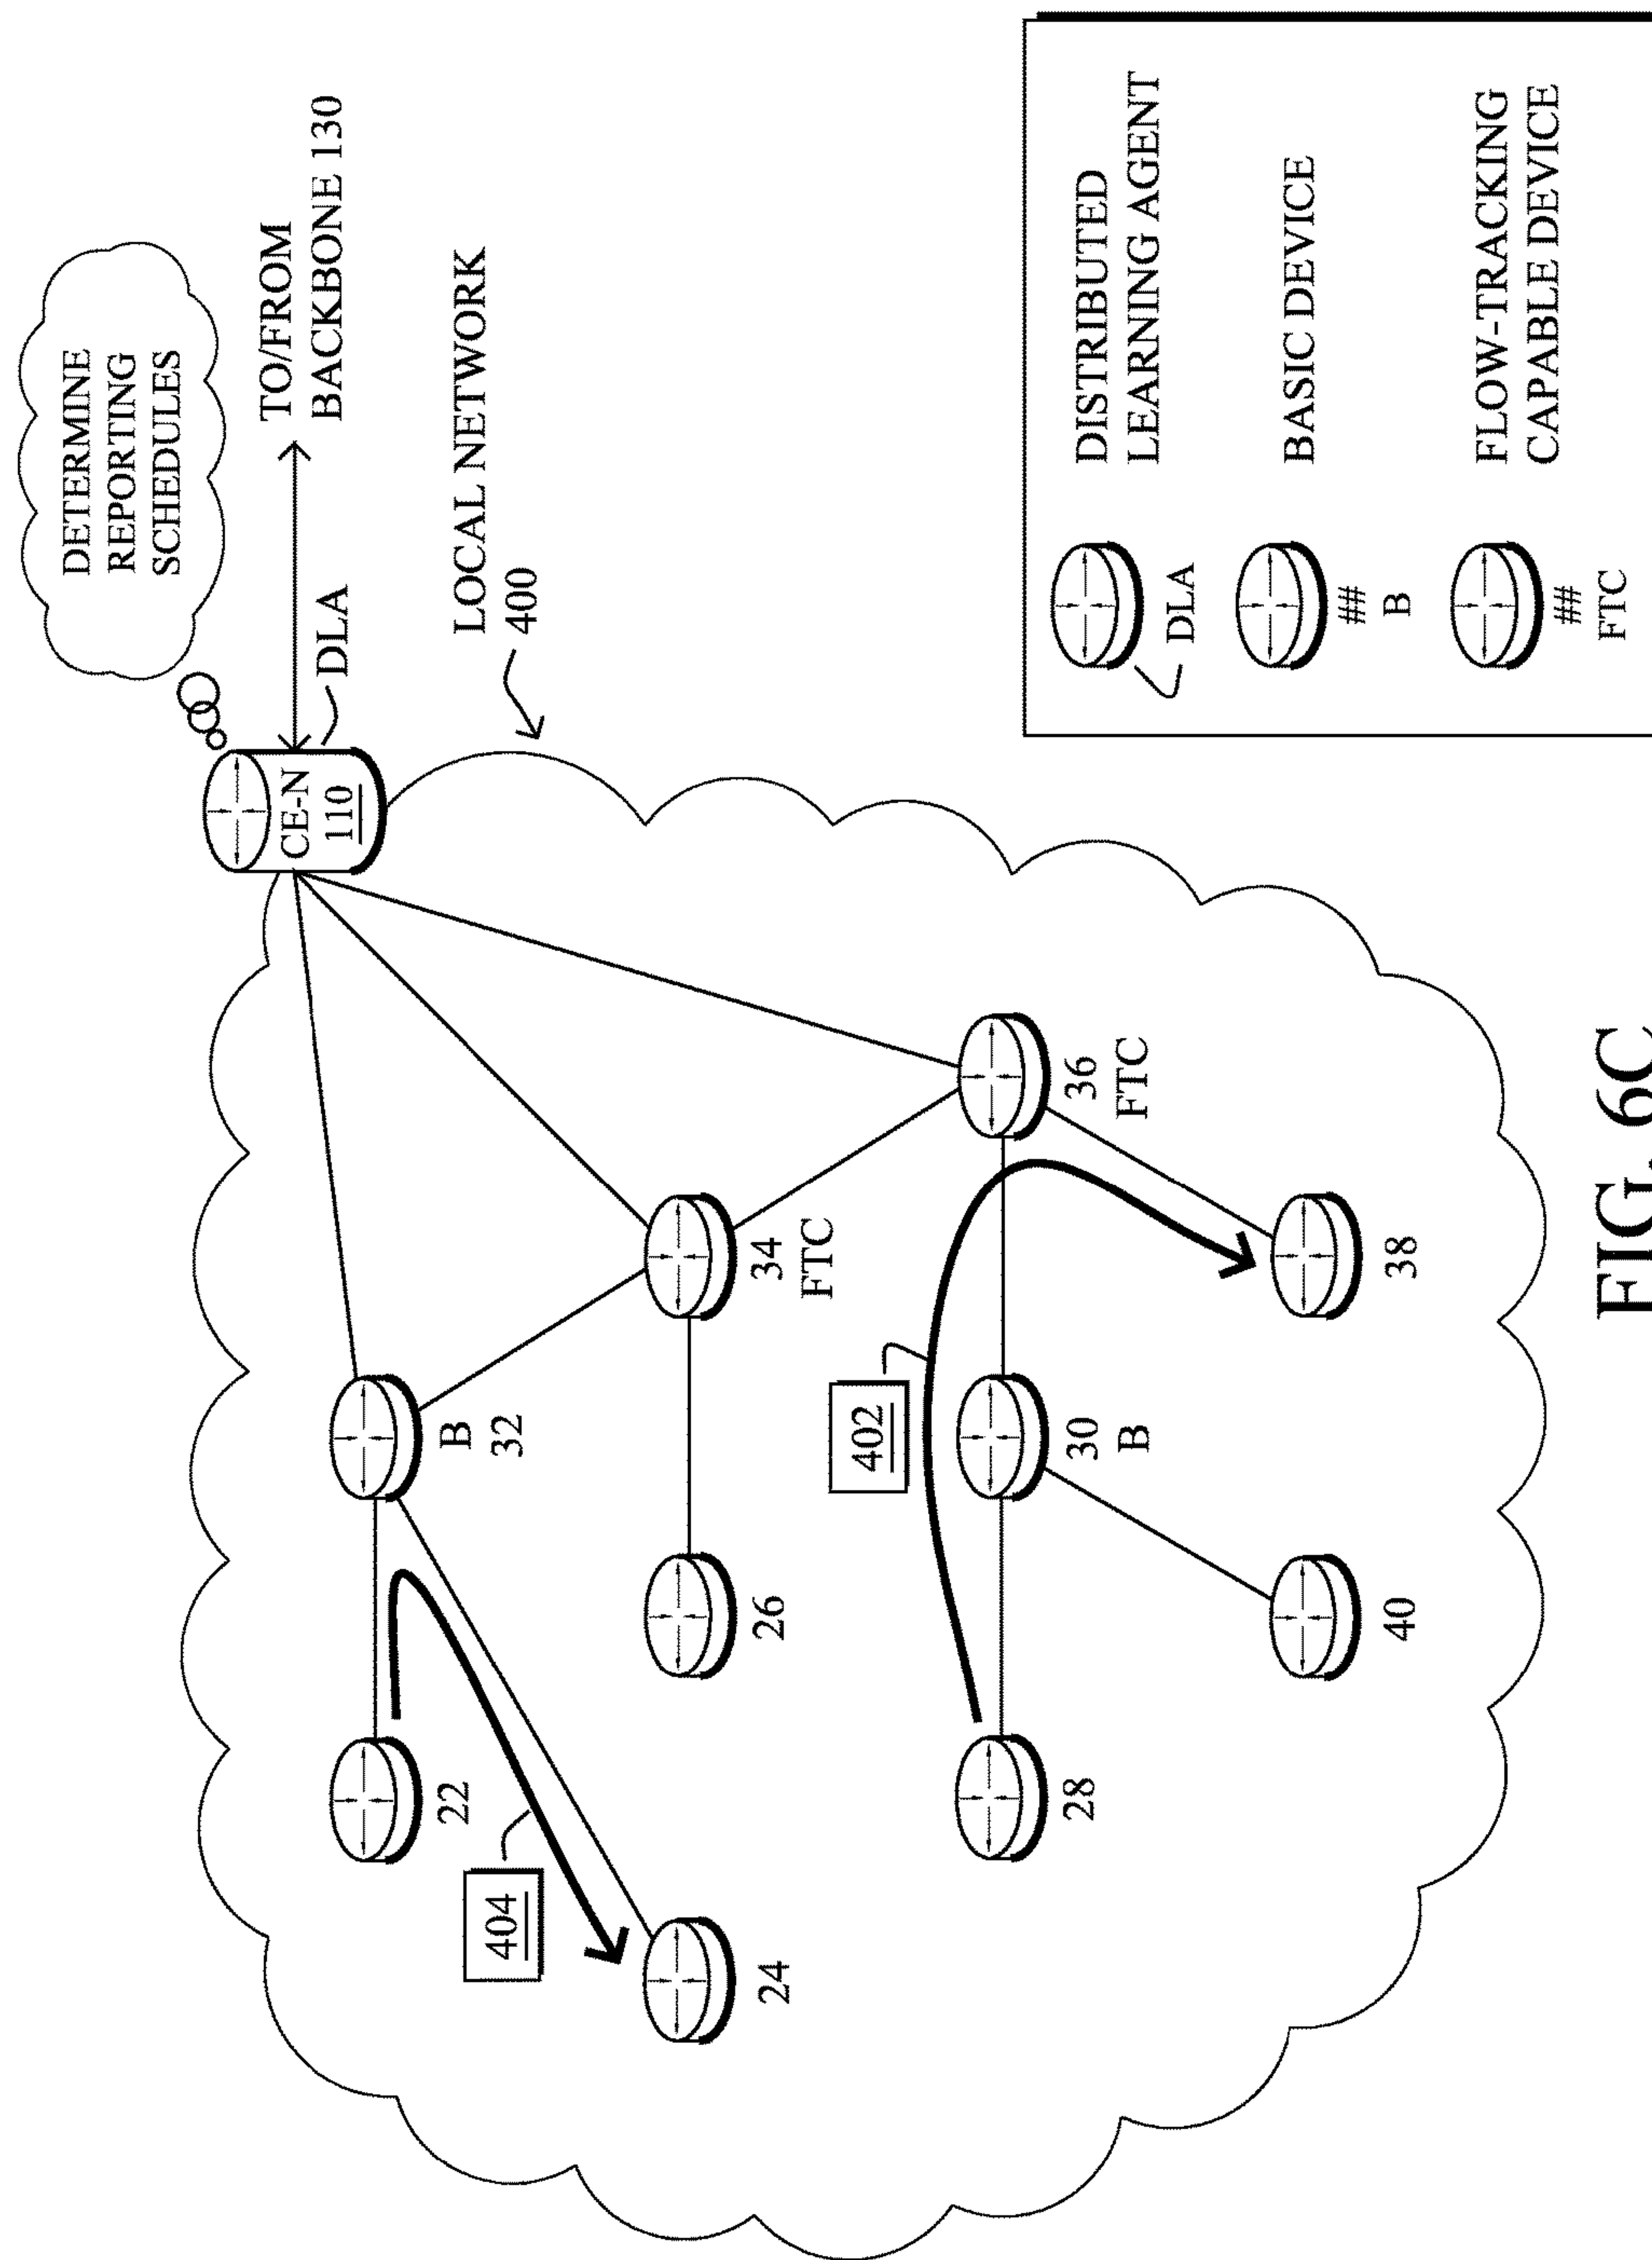 DETERMINE
REPORTING
SCHEDULES
TO/FROM
BACKBONE 130
CE-N
110
DLA
LOCAL NETWORK
400
22
B
32
404
24
34
FTC
26
402
28
30
B
36
FTC
40
38
DLA
DISTRIBUTED
LEARNING AGENT
##
B
BASIC DEVICE
##
FTC
FLOW-TRACKING
CAPABLE DEVICE
FIG. 6C